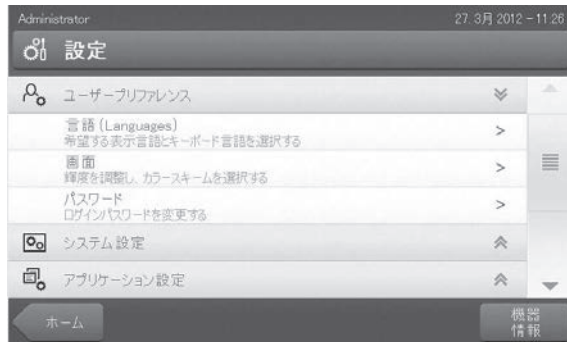 Administrator
27. 3月 2012 - 11:26
設定
ユーザープリファレンス
言語 (Languages)
希望する表示言語とキーボード言語を選択する
画面
輝度を調整し、カラースキームを選択する
パスワード
ログインパスワードを変更する
システム設定
アプリケーション設定
ホーム
機器
情報